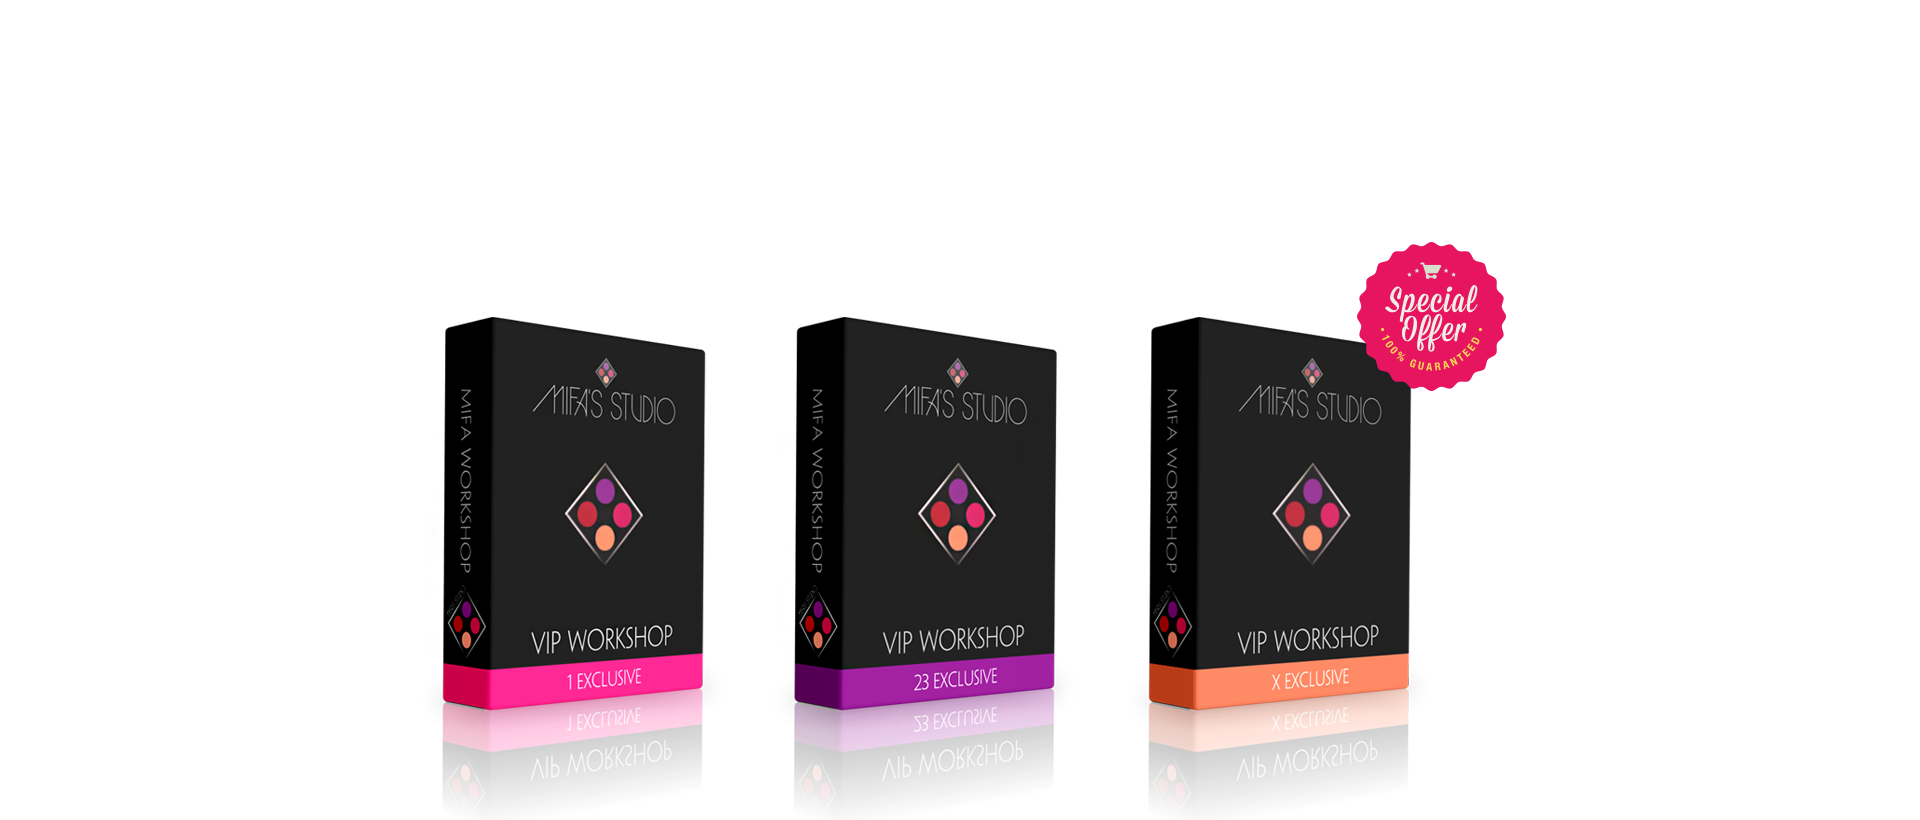 MIFA'S STUDIO
MIFA WORKSHOP
VIP WORKSHOP
1 EXCLUSIVE
MIFA'S STUDIO
MIFA WORKSHOP
VIP WORKSHOP
23 EXCLUSIVE
Special
Offer
100% GUARANTEED
MIFA'S STUDIO
MIFA WORKSHOP
VIP WORKSHOP
X EXCLUSIVE